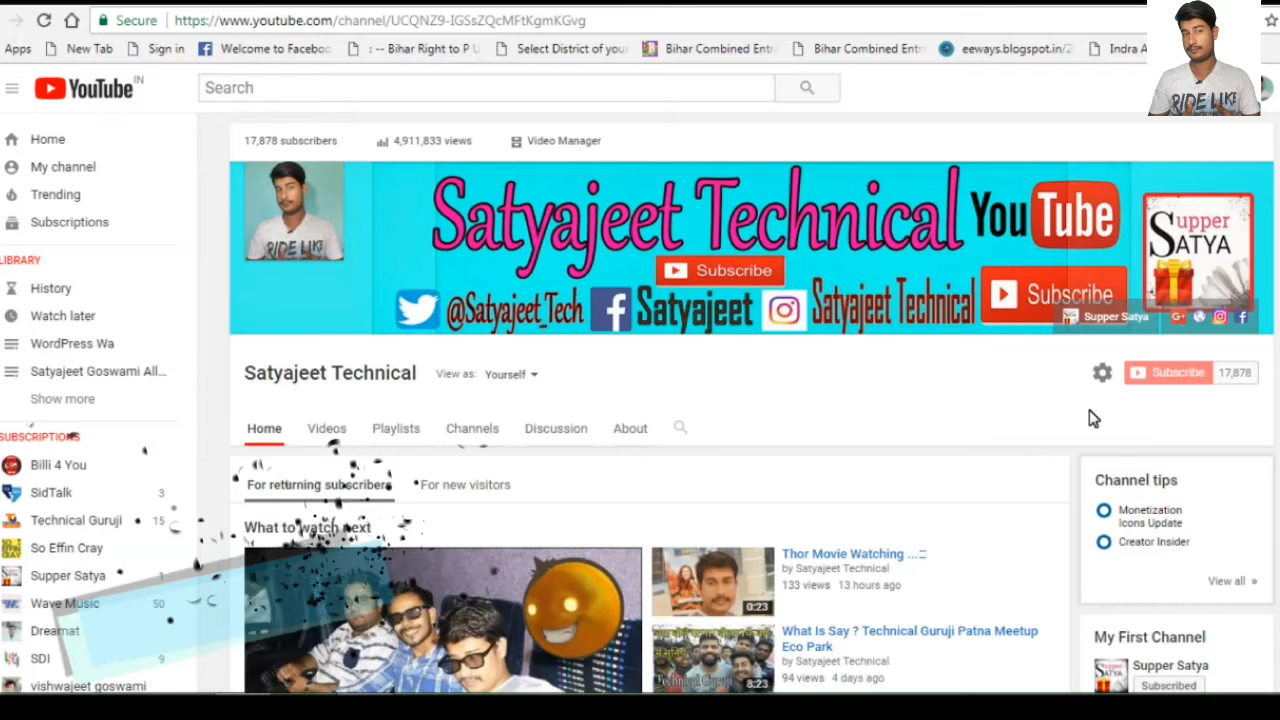 Secure https://www.youtube.com/channel/UCQNZ9-IGSsZQcMFtKgmKGvg
Apps New Tab Sign in Welcome to Faceboo : -- Bihar Right to P U Select District of you Bihar Combined Entr Bihar Combined Entr eeways.blogspot.in/2 Indra A
YouTube IN
Search
RIDE LIKE
Home
My channel
Trending
Subscriptions
LIBRARY
History
Watch later
WordPress Wa
Satyajeet Goswami All...
Show more
SUBSCRIPTIONS
Billi 4 You
SidTalk 3
Technical Guruji 15
So Effin Cray
Supper Satya 1
Wave Music 50
Dreamat
SDI 9
vishwajeet goswami
17,878 subscribers 4,911,833 views Video Manager
RIDE LIKE
Satyajeet Technical YouTube
Subscribe
@Satyajeet_Tech Satyajeet Satyajeet Technical Subscribe
Supper
SATYA
Supper Satya G+
Satyajeet Technical View as: Yourself
Subscribe 17,878
Home Videos Playlists Channels Discussion About
For returning subscribers For new visitors
What to watch next
Thor Movie Watching ...
by Satyajeet Technical
133 views 13 hours ago
0:23
What Is Say ? Technical Guruji Patna Meetup
Eco Park
by Satyajeet Technical
94 views 4 days ago
Technical Guruji
8:23
Channel tips
Monetization
Icons Update
Creator Insider
View all »
My First Channel
Supper Satya
Subscribed